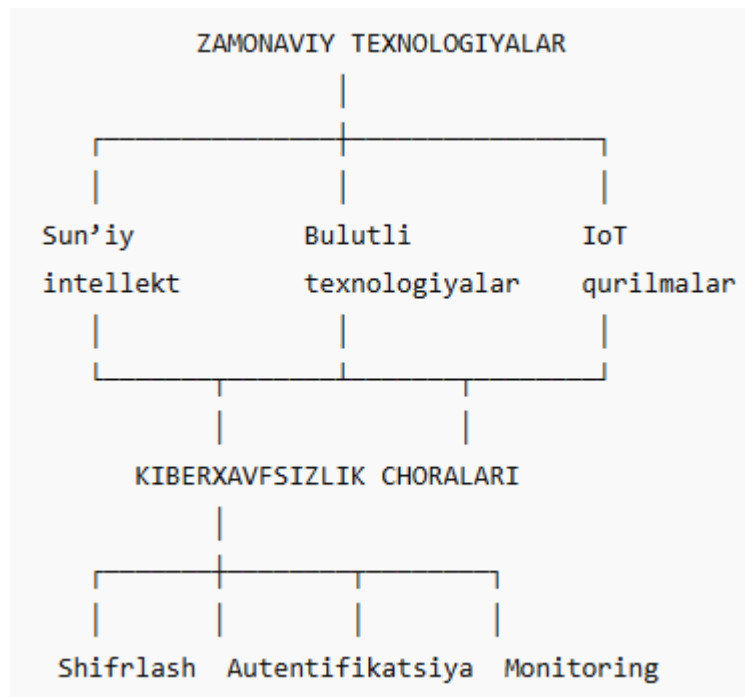 ZAMONAVIY TEXNOLOGIYALAR
Sun’iy Bulutli IoT
intellekt texnologiyalar qurilmalar
KIBERXAVFSIZLIK CHORALARI
Shifrlash Autentifikatsiya Monitoring